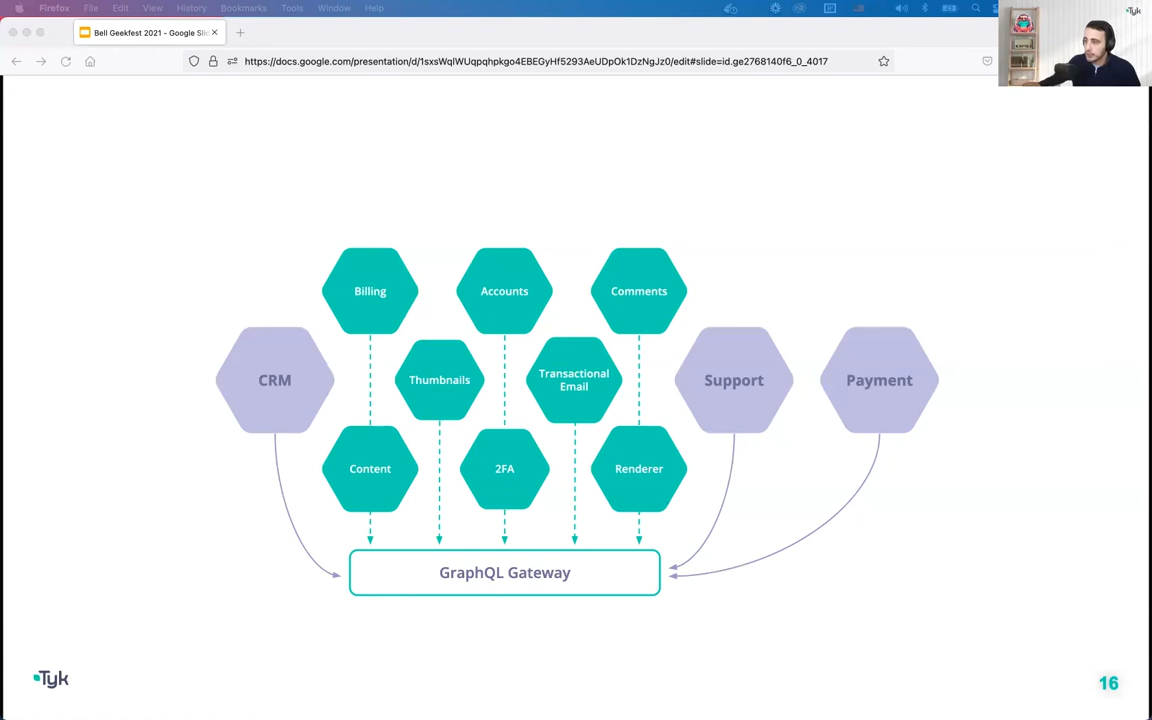 Firefox File Edit View History Bookmarks Tools Window Help
Bell Geekfest 2021 - Google Slic
https://docs.google.com/presentation/d/1sxsWqlWUqpqhpkgo4EBEGyHf5293AeUDpOk1DzNgJz0/edit#slide=id.ge2768140f6_0_4017
Tyk
Billing
Accounts
Comments
CRM
Thumbnails
Transactional
Email
Support
Payment
Content
2FA
Renderer
GraphQL Gateway
Tyk
16